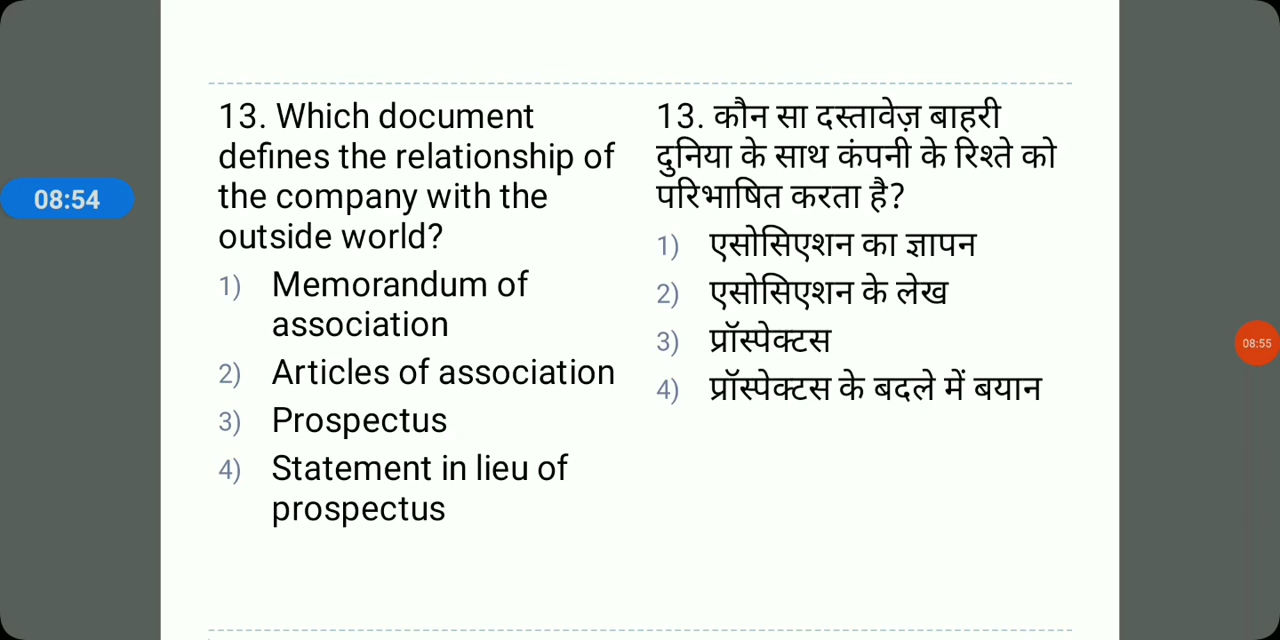 13. Which document
defines the relationship of
the company with the
outside world?
1) Memorandum of
association
2) Articles of association
3) Prospectus
4) Statement in lieu of
prospectus
13. कौन सा दस्तावेज़ बाहरी
दुनिया के साथ कंपनी के रिश्ते को
परिभाषित करता है?
1) एसोसिएशन का ज्ञापन
2) एसोसिएशन के लेख
3) प्रॉस्पेक्टस
4) प्रॉस्पेक्टस के बदले में बयान
08:54
08:55